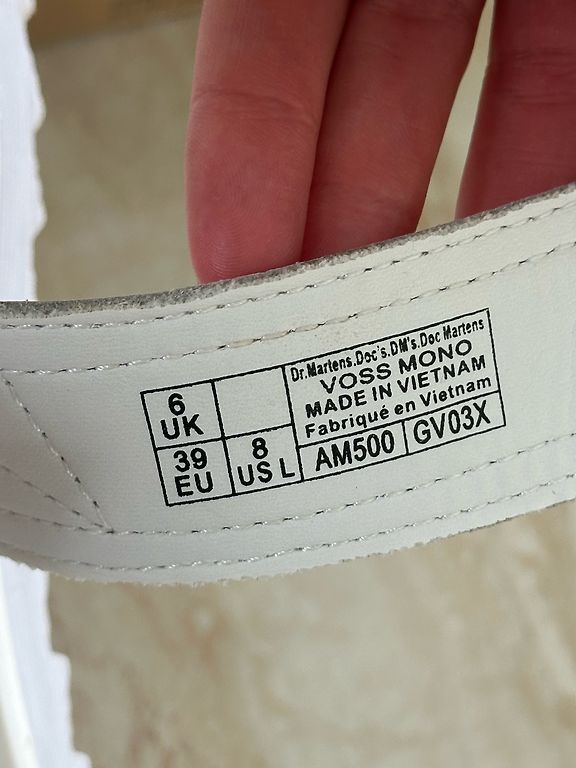 6
UK
39
EU
8
US L
Dr.Martens.Doc's.DM's.Doc Martens
VOSS MONO
MADE IN VIETNAM
Fabriqué en Vietnam
AM500
GV03X